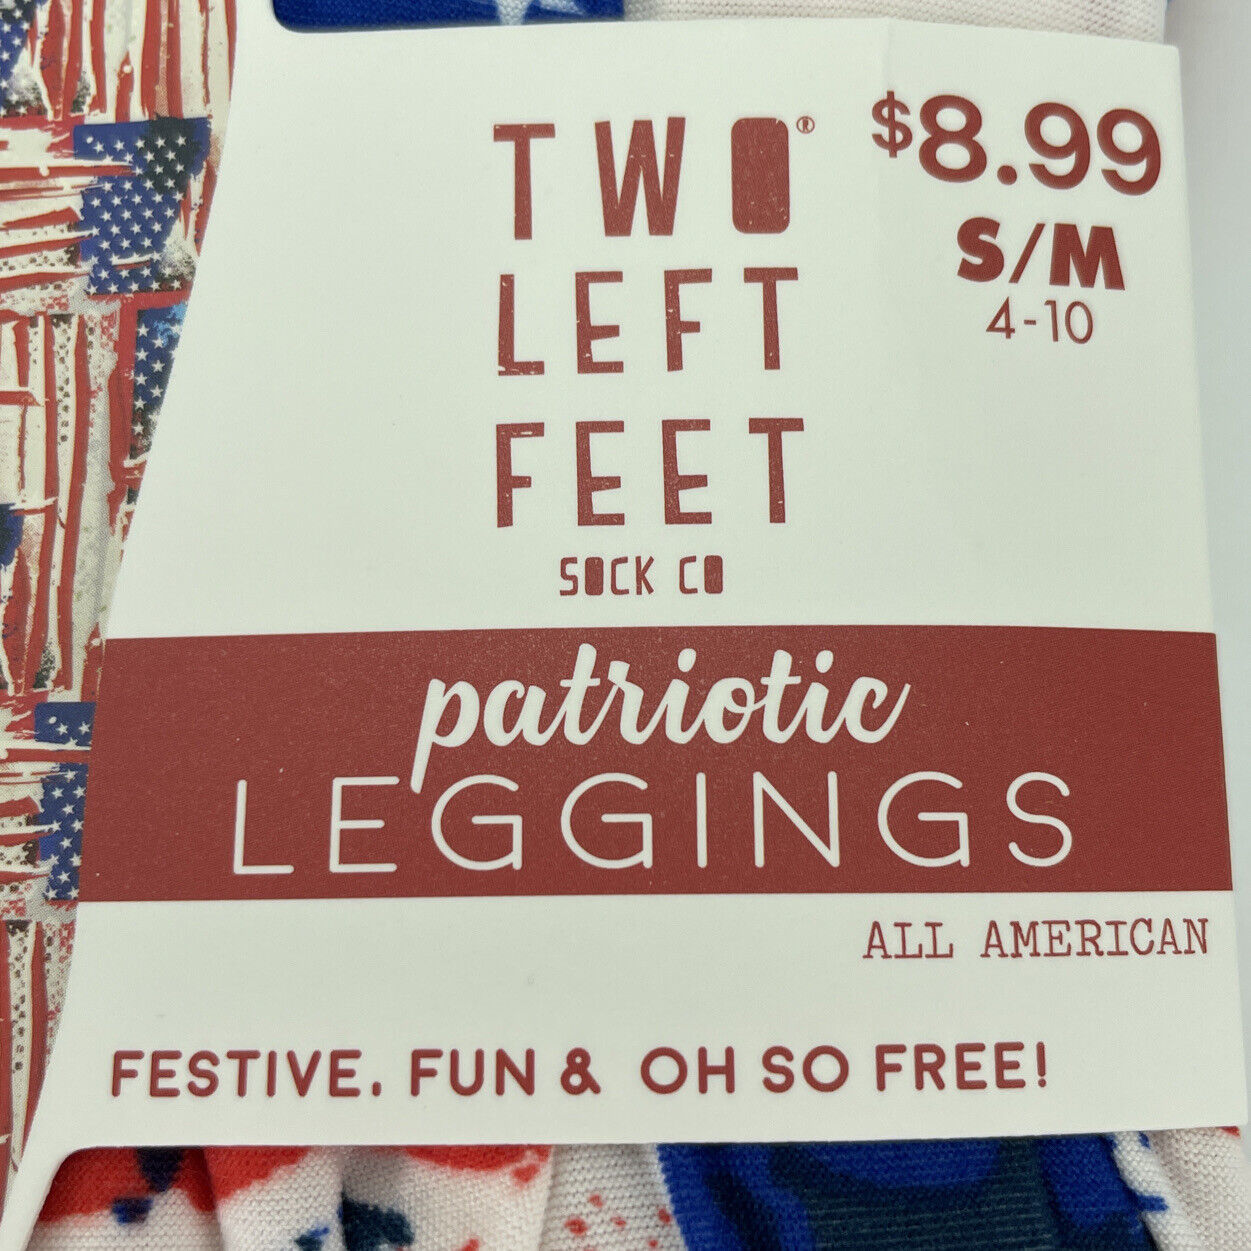 TWO®
LEFT
FEET
SOCK CO
$8.99
S/M
4-10
patriotic
LEGGINGS
ALL AMERICAN
FESTIVE, FUN & OH SO FREE!